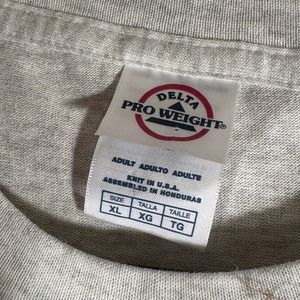 DELTA
PRO WEIGHT®
ADULT ADULTO ADULTE
KNIT IN U.S.A.
ASSEMBLED IN HONDURAS
SIZE TALLA TAILLE
XL XG TG